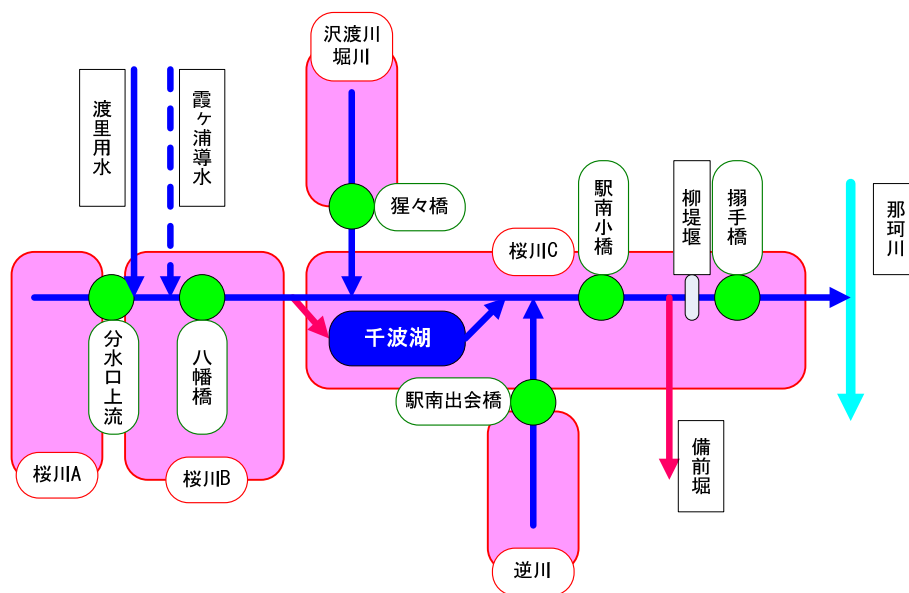 沢渡川
堀川
渡里用水
霞ヶ浦導水
猩々橋
駅南小橋
柳堤堰
搦手橋
那珂川
桜川C
千波湖
分水口上流
八幡橋
駅南出会橋
桜川A
桜川B
備前堀
逆川